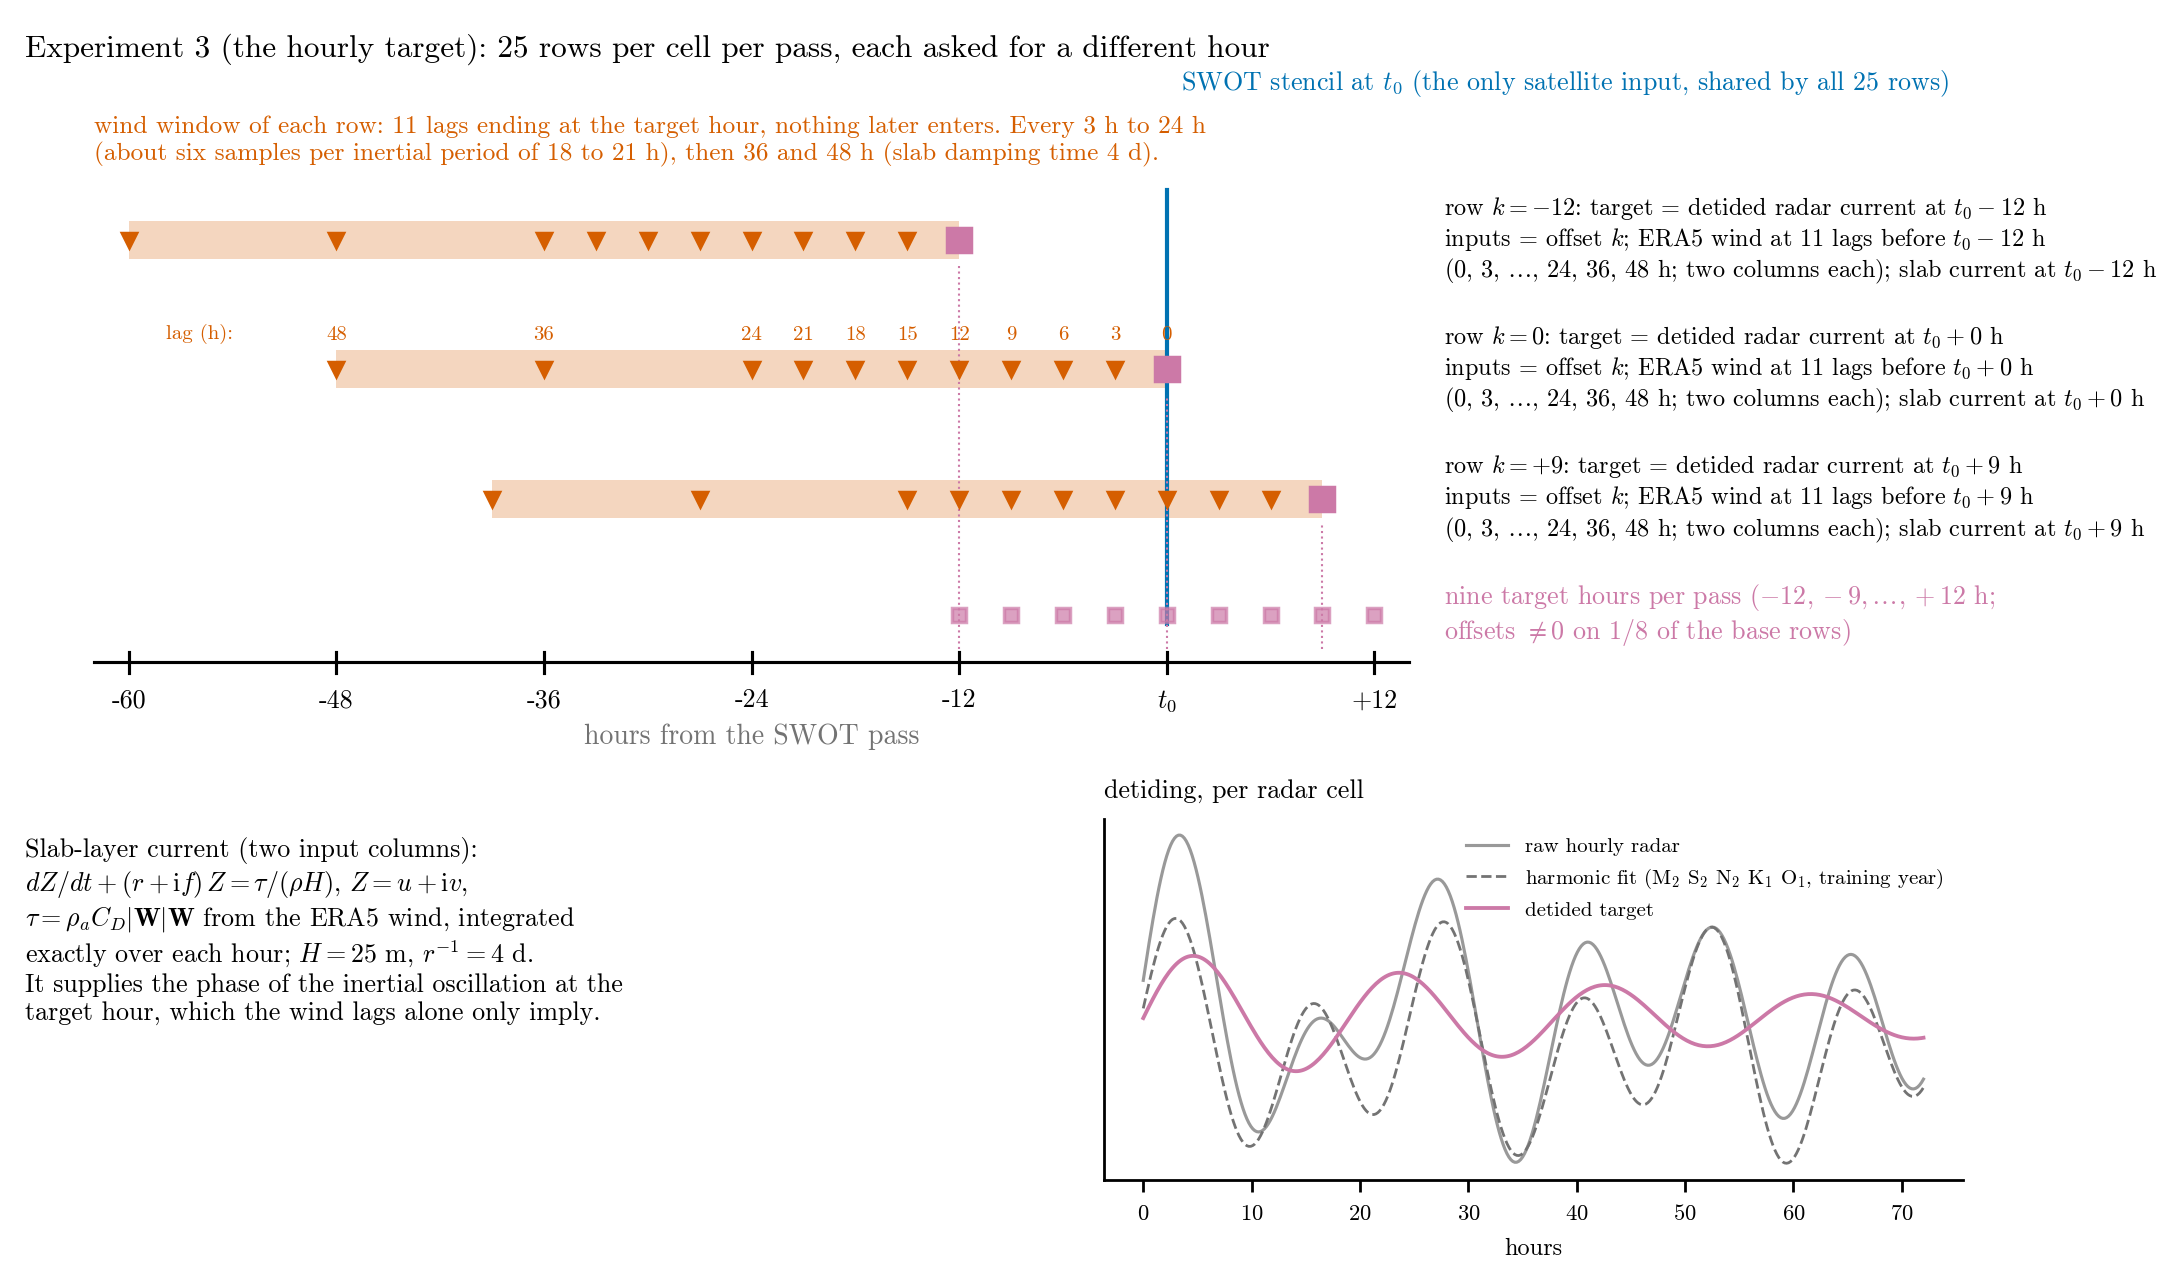 Experiment 3 (the hourly target): 25 rows per cell per pass, each asked for a different hour
SWOT stencil at t₀ (the only satellite input, shared by all 25 rows)
wind window of each row: 11 lags ending at the target hour, nothing later enters. Every 3 h to 24 h
(about six samples per inertial period of 18 to 21 h), then 36 and 48 h (slab damping time 4 d).
row k = −12: target = detided radar current at t₀ − 12 h
inputs = offset k; ERA5 wind at 11 lags before t₀ − 12 h
(0, 3, ..., 24, 36, 48 h; two columns each); slab current at t₀ − 12 h
lag (h): 48 36 24 21 18 15 12 9 6 3 0
row k = 0: target = detided radar current at t₀ + 0 h
inputs = offset k; ERA5 wind at 11 lags before t₀ + 0 h
(0, 3, ..., 24, 36, 48 h; two columns each); slab current at t₀ + 0 h
row k = +9: target = detided radar current at t₀ + 9 h
inputs = offset k; ERA5 wind at 11 lags before t₀ + 9 h
(0, 3, ..., 24, 36, 48 h; two columns each); slab current at t₀ + 9 h
nine target hours per pass (−12, −9, ..., +12 h;
offsets ≠ 0 on 1/8 of the base rows)
-60 -48 -36 -24 -12 t₀ +12
hours from the SWOT pass
Slab-layer current (two input columns):
dZ/dt + (r + if) Z = τ/(ρH), Z = u + iv,
τ = ρₐC_D|W|W from the ERA5 wind, integrated
exactly over each hour; H = 25 m, r⁻¹ = 4 d.
It supplies the phase of the inertial oscillation at the
target hour, which the wind lags alone only imply.
detiding, per radar cell
raw hourly radar
harmonic fit (M₂ S₂ N₂ K₁ O₁, training year)
detided target
0 10 20 30 40 50 60 70
hours